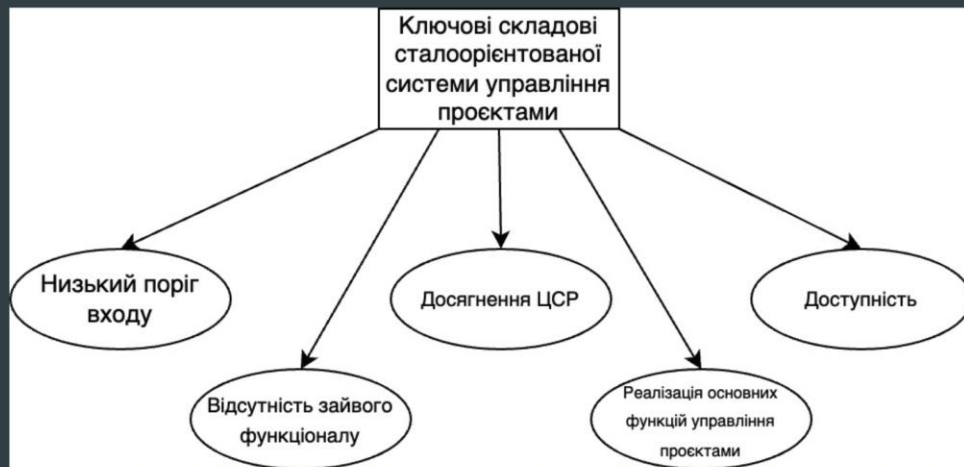 Ключові складові
сталоорієнтованої
системи управління
проєктами
Низький поріг
входу
Досягнення ЦСР
Доступність
Відсутність зайвого
функціоналу
Реалізація основних
функцій управління
проєктами